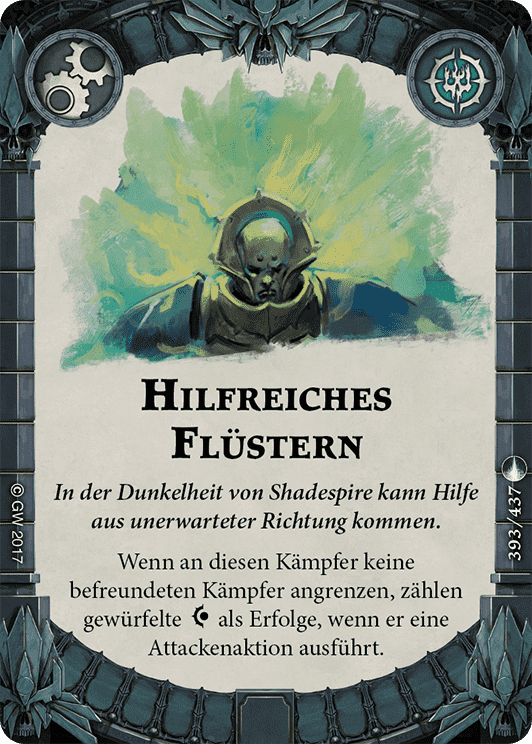 Hilfreiches
Flüstern
In der Dunkelheit von Shadespire kann Hilfe
aus unerwarteter Richtung kommen.
Wenn an diesen Kämpfer keine
befreundeten Kämpfer angrenzen, zählen
gewürfelte als Erfolge, wenn er eine
Attackenaktion ausführt.
© GW 2017
393/437